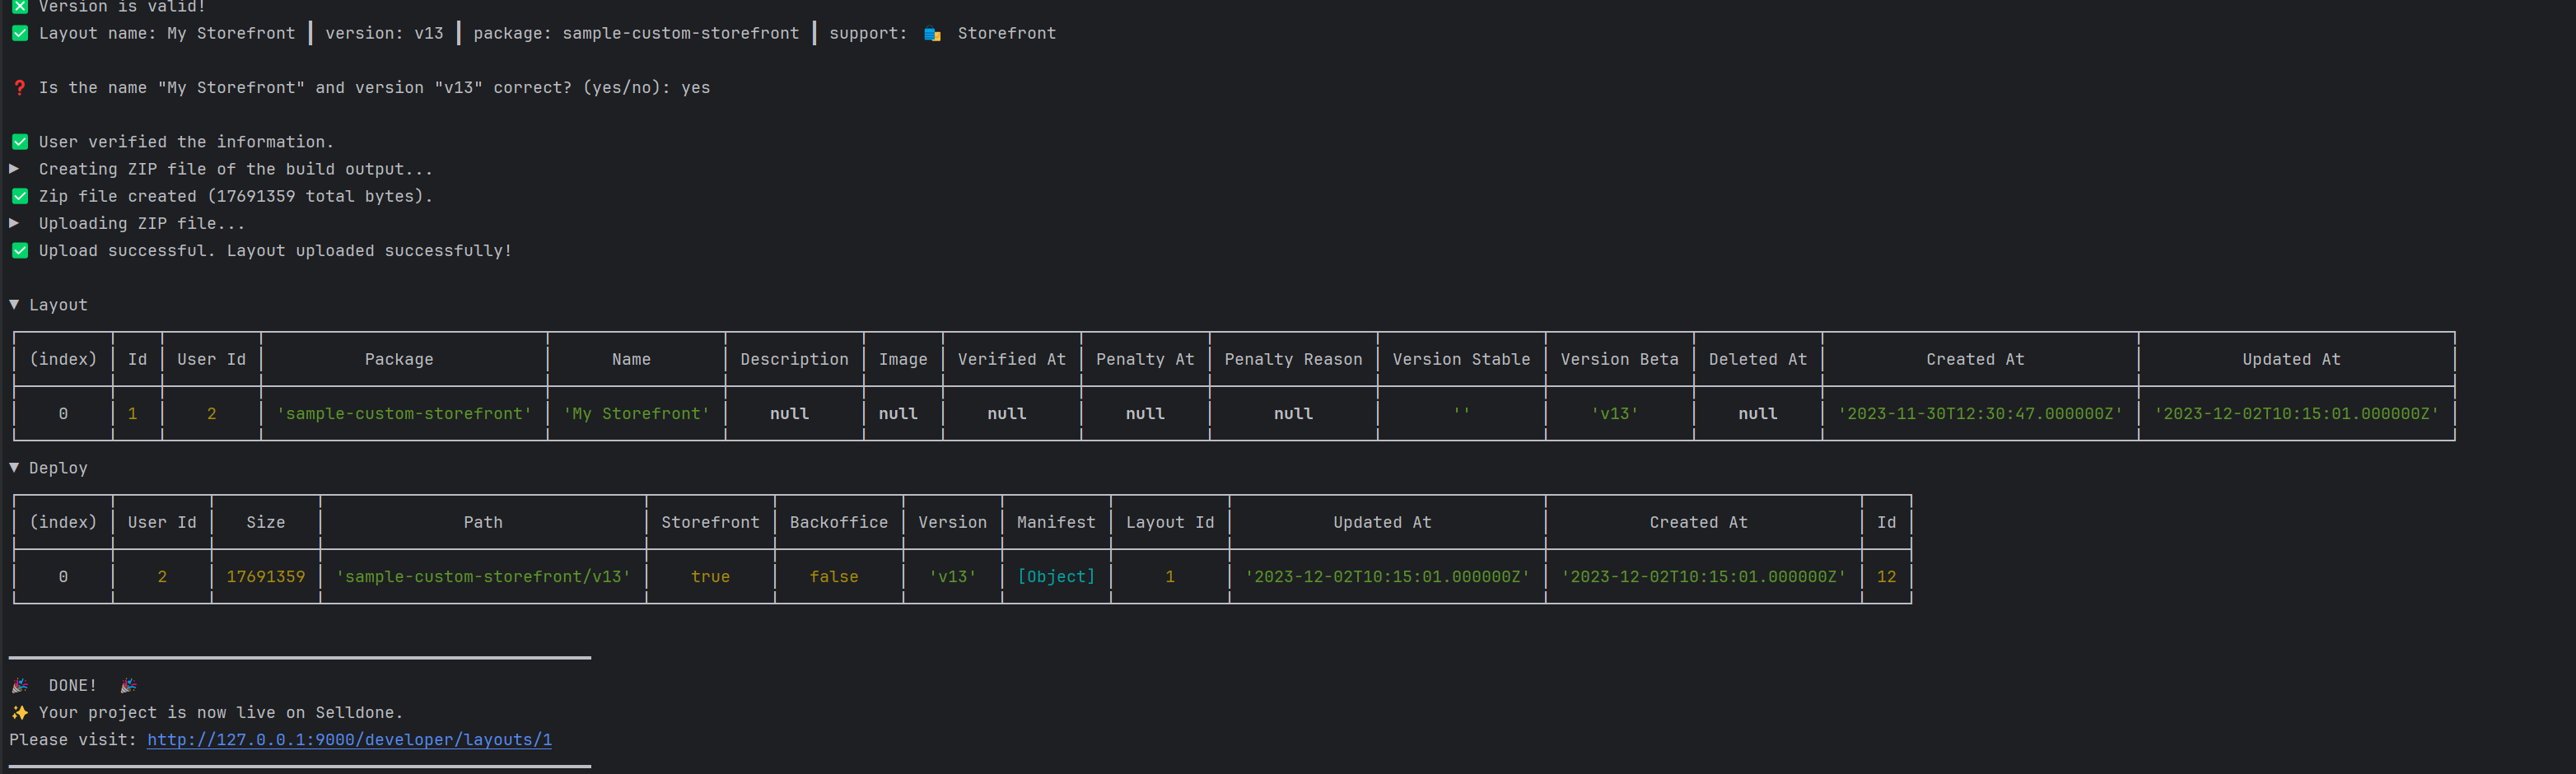 ❎ Version is valid!
✅ Layout name: My Storefront ┃ version: v13 ┃ package: sample-custom-storefront ┃ support: 🛍️ Storefront
❓ Is the name "My Storefront" and version "v13" correct? (yes/no): yes
✅ User verified the information.
▶ Creating ZIP file of the build output...
✅ Zip file created (17691359 total bytes).
▶ Uploading ZIP file...
✅ Upload successful. Layout uploaded successfully!
▼ Layout
│ (index) │ Id │ User Id │ Package │ Name │ Description │ Image │ Verified At │ Penalty At │ Penalty Reason │ Version Stable │ Version Beta │ Deleted At │ Created At │ Updated At │
│ 0 │ 1 │ 2 │ 'sample-custom-storefront' │ 'My Storefront' │ null │ null │ null │ null │ null │ '' │ 'v13' │ null │ '2023-11-30T12:30:47.000000Z' │ '2023-12-02T10:15:01.000000Z' │
▼ Deploy
│ (index) │ User Id │ Size │ Path │ Storefront │ Backoffice │ Version │ Manifest │ Layout Id │ Updated At │ Created At │ Id │
│ 0 │ 2 │ 17691359 │ 'sample-custom-storefront/v13' │ true │ false │ 'v13' │ [Object] │ 1 │ '2023-12-02T10:15:01.000000Z' │ '2023-12-02T10:15:01.000000Z' │ 12 │
🎉 DONE! 🎉
✨ Your project is now live on Selldone.
Please visit: http://127.0.0.1:9000/developer/layouts/1